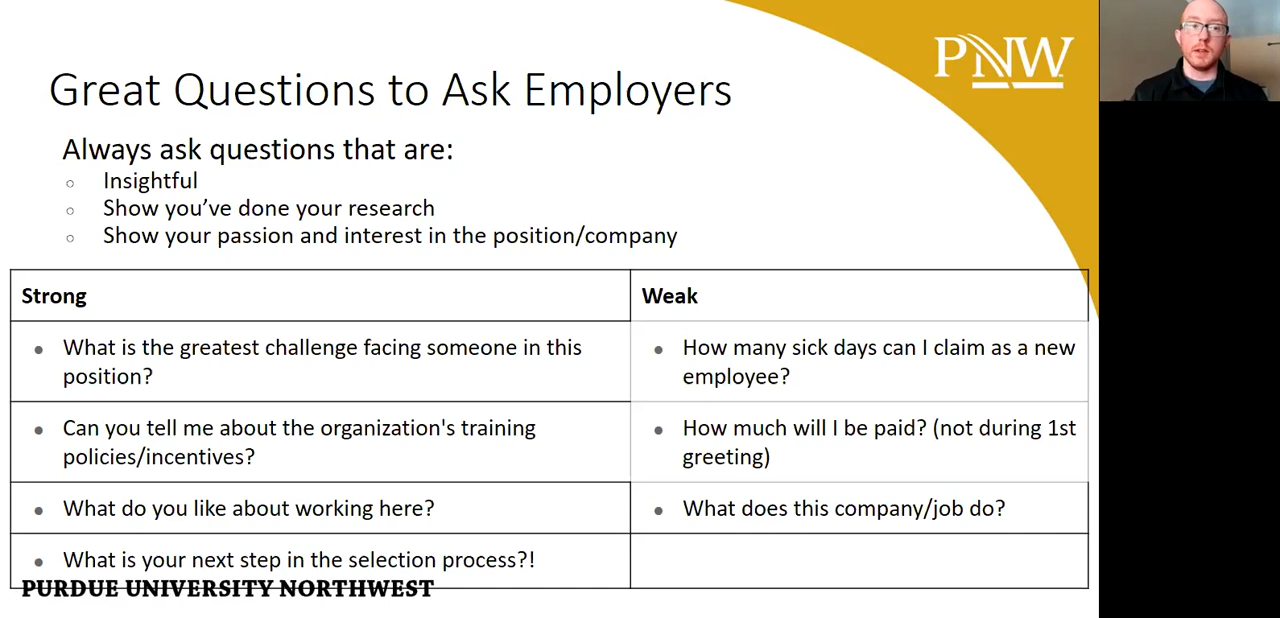 PNW
Great Questions to Ask Employers
Always ask questions that are:
Insightful
Show you’ve done your research
Show your passion and interest in the position/company
Strong
Weak
What is the greatest challenge facing someone in this
position?
How many sick days can I claim as a new
employee?
Can you tell me about the organization's training
policies/incentives?
How much will I be paid? (not during 1st
greeting)
What do you like about working here?
What does this company/job do?
What is your next step in the selection process?!
PURDUE UNIVERSITY NORTHWEST